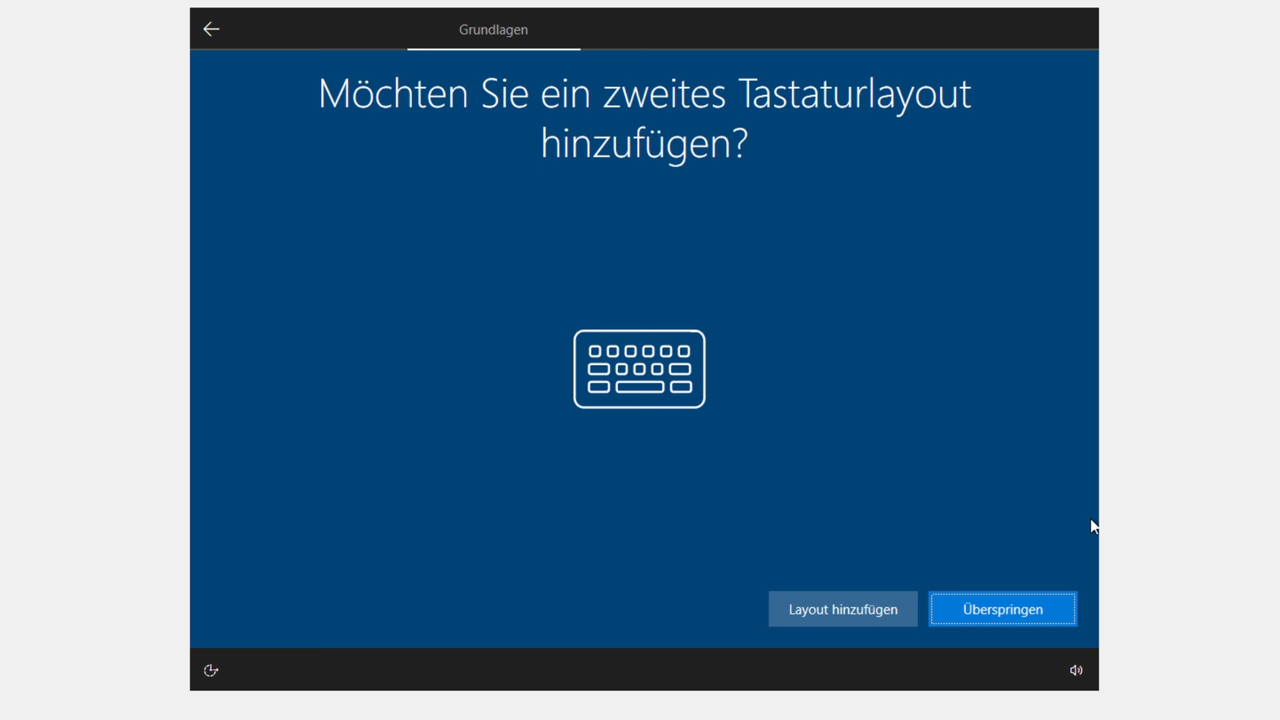 Grundlagen
Möchten Sie ein zweites Tastaturlayout
hinzufügen?
Layout hinzufügen
Überspringen